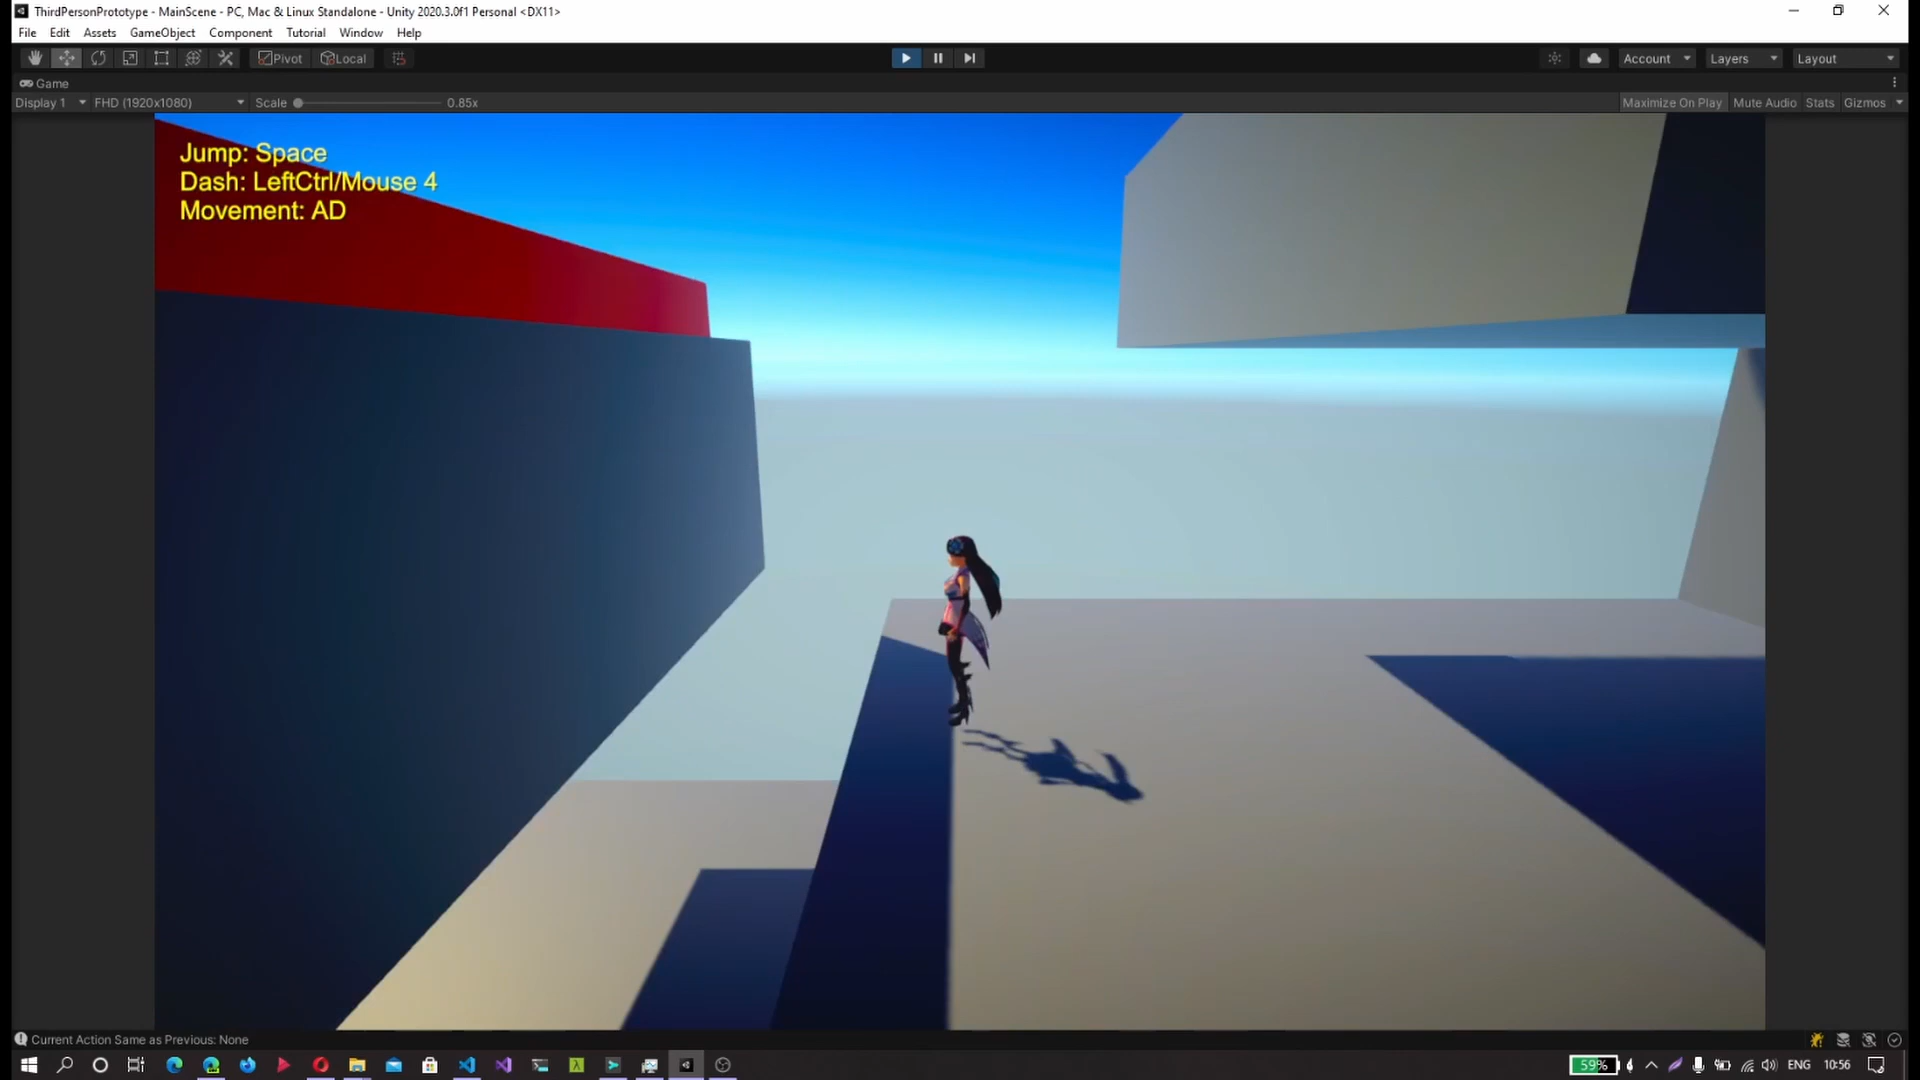 ThirdPersonPrototype - MainScene - PC, Mac & Linux Standalone - Unity 2020.3.0f1 Personal <DX11>
File Edit Assets GameObject Component Tutorial Window Help
Pivot Local Account Layers Layout
Game
Display 1 FHD (1920x1080) Scale 0.85x Maximize On Play Mute Audio Stats Gizmos
Jump: Space
Dash: LeftCtrl/Mouse 4
Movement: AD
Current Action Same as Previous: None
59% ENG 10:56